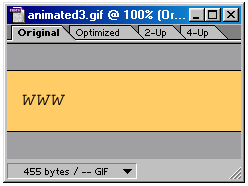 animated3.gif @ 100% (Or...
Original Optimized 2-Up 4-Up
www
455 bytes / -- GIF